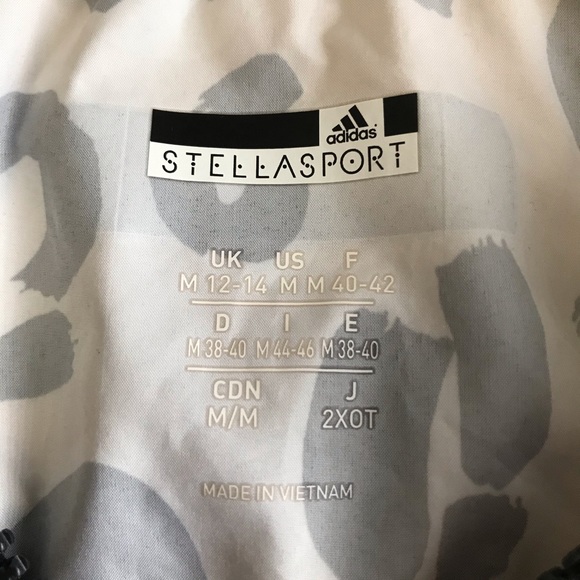 adidas
STELLASPORT
UK US F
M 12-14 M M 40-42
D I E
M 38-40 M 44-46 M 38-40
CDN J
M/M 2XOT
MADE IN VIETNAM